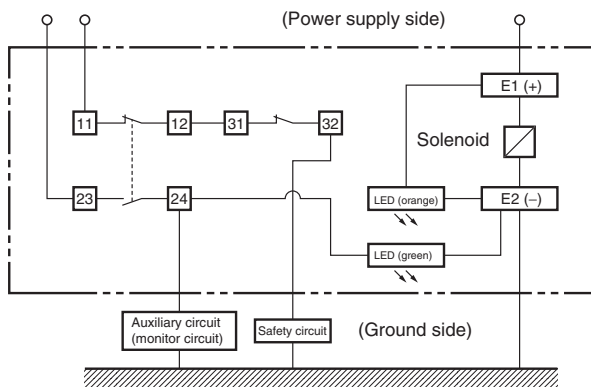 (Power supply side)
E1 (+)
11
12
31
32
Solenoid
23
24
LED (orange)
E2 (−)
LED (green)
Auxiliary circuit
(monitor circuit)
Safety circuit
(Ground side)